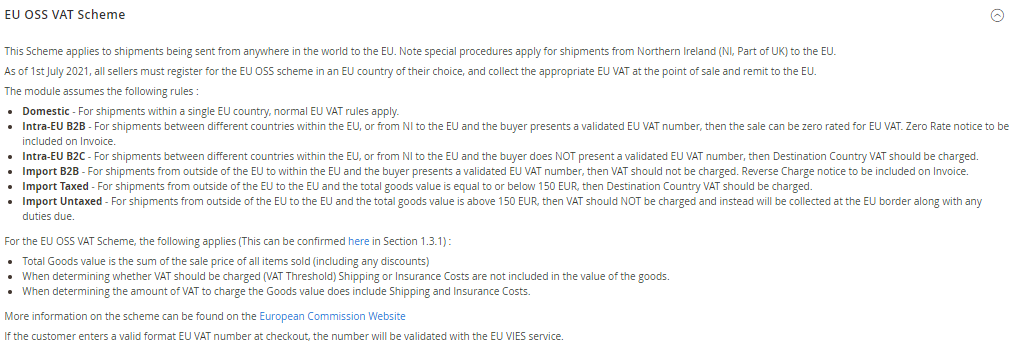 EU OSS VAT Scheme
This Scheme applies to shipments being sent from anywhere in the world to the EU. Note special procedures apply for shipments from Northern Ireland (NI, Part of UK) to the EU.
As of 1st July 2021, all sellers must register for the EU OSS scheme in an EU country of their choice, and collect the appropriate EU VAT at the point of sale and remit to the EU.
The module assumes the following rules :
• Domestic - For shipments within a single EU country, normal EU VAT rules apply.
• Intra-EU B2B - For shipments between different countries within the EU, or from NI to the EU and the buyer presents a validated EU VAT number, then the sale can be zero rated for EU VAT. Zero Rate notice to be
included on Invoice.
• Intra-EU B2C - For shipments between different countries within the EU, or from NI to the EU and the buyer does NOT present a validated EU VAT number, then Destination Country VAT should be charged.
• Import B2B - For shipments from outside of the EU to within the EU and the buyer presents a validated EU VAT number, then VAT should not be charged. Reverse Charge notice to be included on Invoice.
• Import Taxed - For shipments from outside of the EU to the EU and the total goods value is equal to or below 150 EUR, then Destination Country VAT should be charged.
• Import Untaxed - For shipments from outside of the EU to the EU and the total goods value is above 150 EUR, then VAT should NOT be charged and instead will be collected at the EU border along with any
duties due.
For the EU OSS VAT Scheme, the following applies (This can be confirmed here in Section 1.3.1) :
• Total Goods value is the sum of the sale price of all items sold (including any discounts)
• When determining whether VAT should be charged (VAT Threshold) Shipping or Insurance Costs are not included in the value of the goods.
• When determining the amount of VAT to charge the Goods value does include Shipping and Insurance Costs.
More information on the scheme can be found on the European Commission Website
If the customer enters a valid format EU VAT number at checkout, the number will be validated with the EU VIES service.